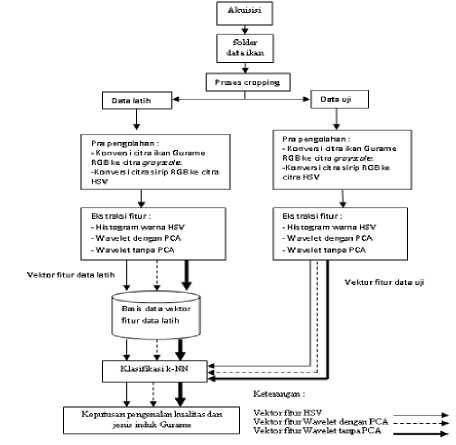 Akuisisi
folder
data ikan
Proses cropping
Data latih
Data uji
Pra pengolahan :
- Konversi citra ikan Gurame
RGB ke citra grayscale.
-Konversi citra sirip RGB ke citra
HSV
Pra pengolahan :
- Konversi citra ikan Gurame
RGB ke citra grayscale.
-Konversi citra sirip RGB ke
citra HSV
Ekstraksi fitur :
- Histogram warna HSV
- Wavelet dengan PCA
- Wavelet tanpa PCA
Ekstraksi fitur :
- Histogram warna HSV
- Wavelet dengan PCA
- Wavelet tanpa PCA
Vektor fitur data latih
Vektor fitur data uji
Basis data vektor
fitur data latih
Klasifikasi k-NN
Keputusan pengenalan kualitas dan
jenis induk Gurame
Keterangan :
Vektor fitur HSV
Vektor fitur Wavelet dengan PCA
Vektor fitur Wavelet tanpa PCA